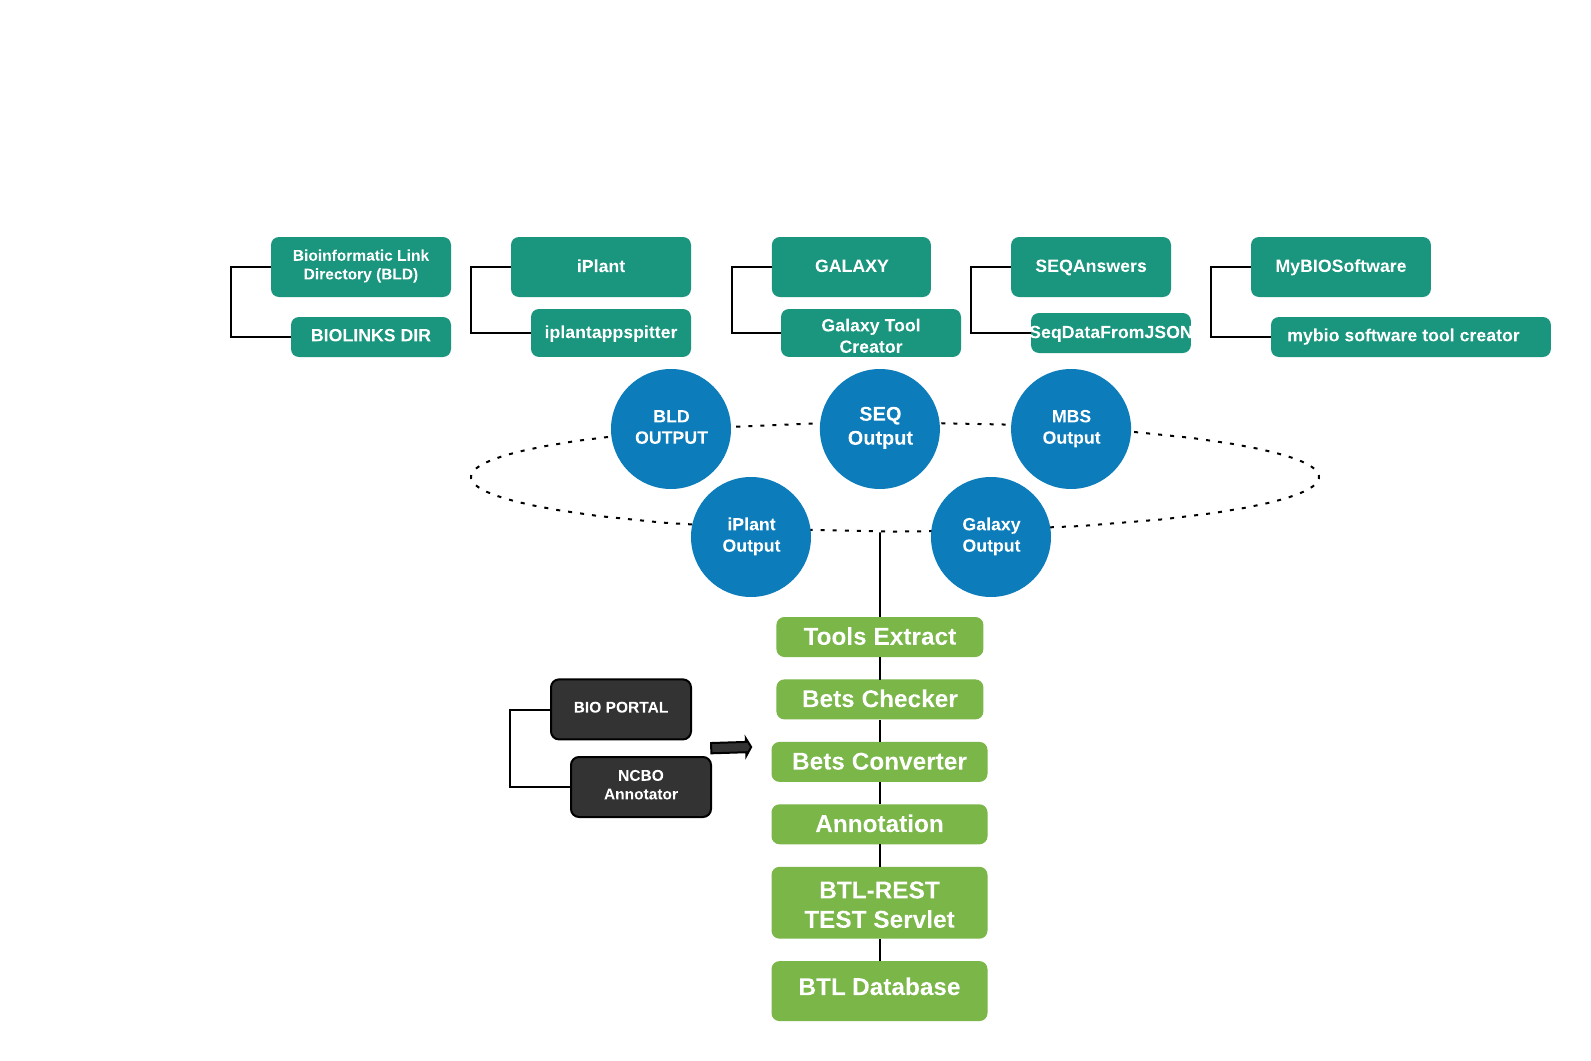 Bioinformatic Link
Directory (BLD)
iPlant
GALAXY
SEQAnswers
MyBIOSoftware
BIOLINKS DIR
iplantappspitter
Galaxy Tool
Creator
SeqDataFromJSON
mybio software tool creator
BLD
OUTPUT
SEQ
Output
MBS
Output
iPlant
Output
Galaxy
Output
Tools Extract
Bets Checker
BIO PORTAL
NCBO
Annotator
Bets Converter
Annotation
BTL-REST
TEST Servlet
BTL Database